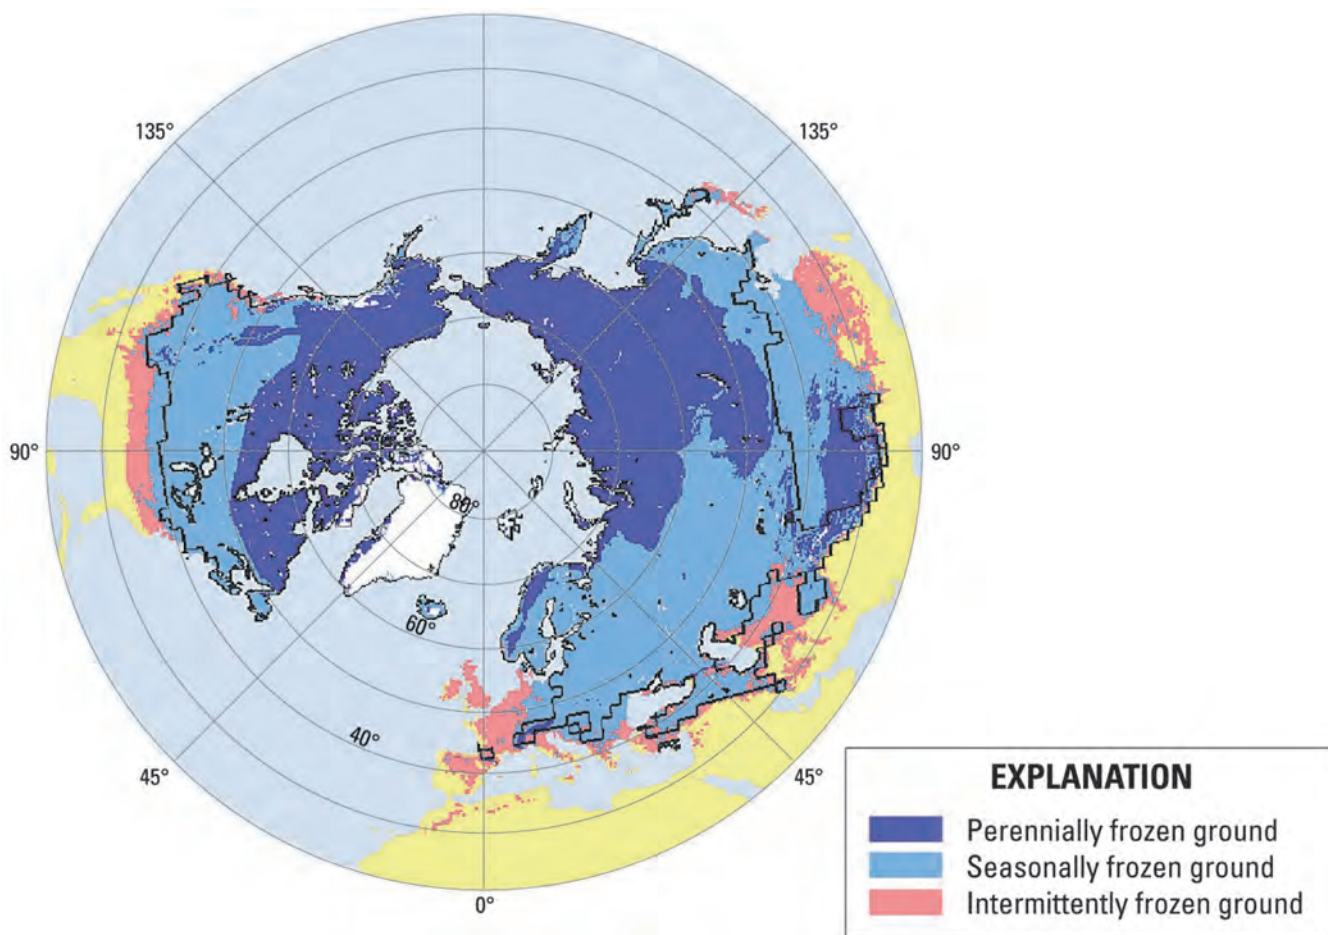 135°
135°
90°
90°
80°
60°
40°
45°
45°
0°
EXPLANATION
Perennially frozen ground
Seasonally frozen ground
Intermittently frozen ground